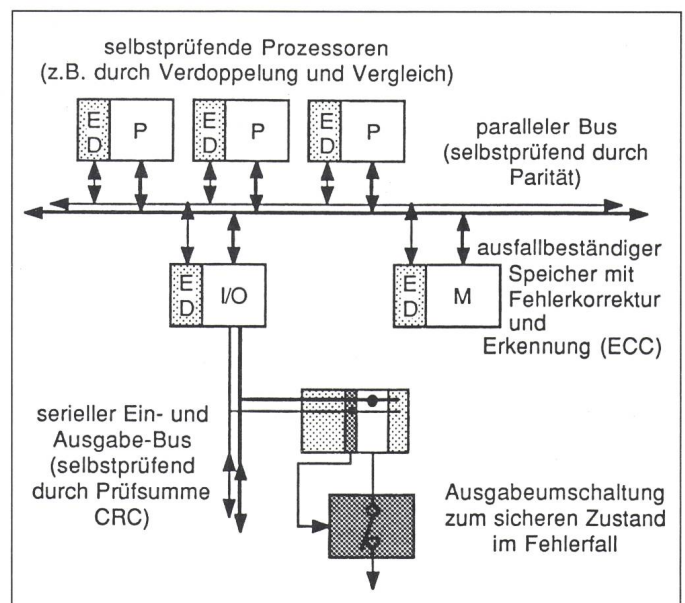 selbstprüfende Prozessoren
(z.B. durch Verdoppelung und Vergleich)
E D P
E D P
E D P
paralleler Bus
(selbstprüfend durch
Parität)
E D I/O
E D M
ausfallbeständiger
Speicher mit
Fehlerkorrektur
und
Erkennung (ECC)
serieller Ein- und
Ausgabe-Bus
(selbstprüfend
durch Prüfsumme
CRC)
Ausgabeumschaltung
zum sicheren Zustand
im Fehlerfall